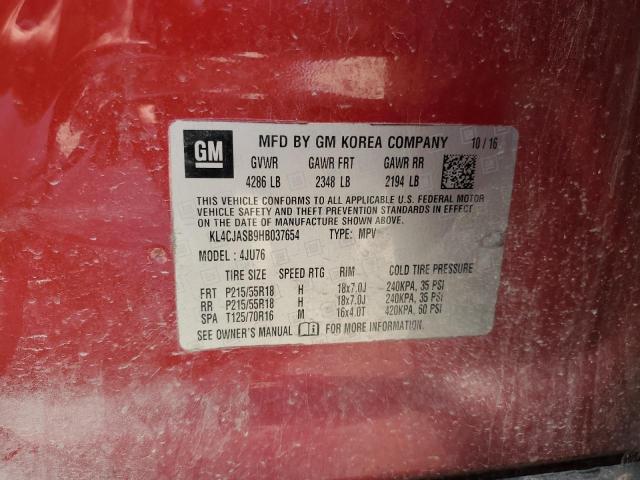 GM MFD BY GM KOREA COMPANY 10 / 16
GVWR GAWR FRT GAWR RR
4286 LB 2348 LB 2194 LB
THIS VEHICLE CONFORMS TO ALL APPLICABLE U.S. FEDERAL MOTOR
VEHICLE SAFETY AND THEFT PREVENTION STANDARDS IN EFFECT
ON THE DATE OF MANUFACTURE SHOWN ABOVE.
KL4CJASB9HB037654 TYPE: MPV
MODEL : 4JU76
TIRE SIZE SPEED RTG RIM COLD TIRE PRESSURE
FRT P215/55R18 H 18x7.0J 240KPA, 35 PSI
RR P215/55R18 H 18x7.0J 240KPA, 35 PSI
SPA T125/70R16 M 16x4.0T 420KPA, 60 PSI
SEE OWNER'S MANUAL FOR MORE INFORMATION.